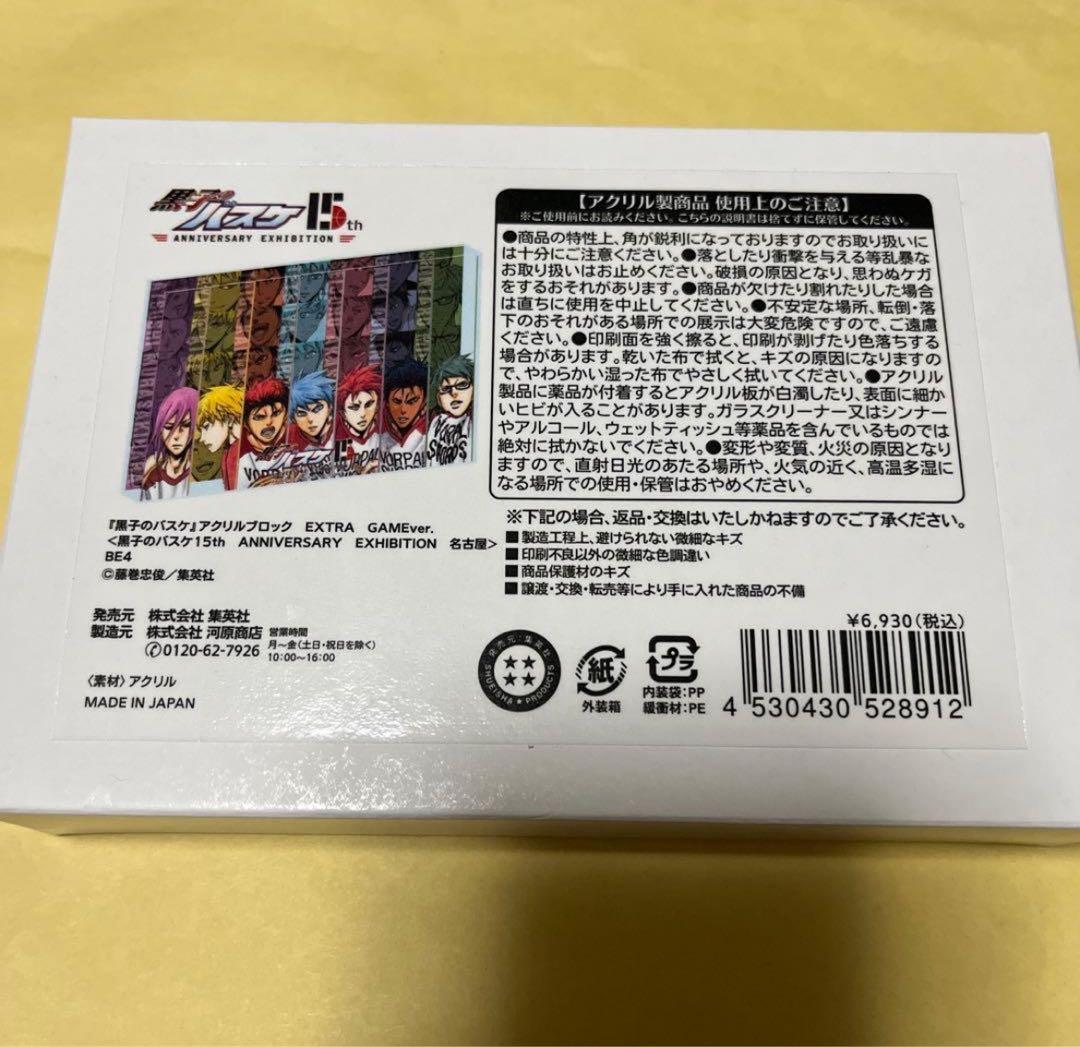 黒子のバスケ 15th
ANNIVERSARY EXHIBITION
VORPAL
SWORDS
『黒子のバスケ』アクリルブロック EXTRA GAMEver.
<黒子のバスケ15th ANNIVERSARY EXHIBITION 名古屋>
BE4
©藤巻忠俊/集英社
発売元 株式会社 集英社
製造元 株式会社 河原商店
✆0120-62-7926
営業時間
月~金(土日・祝日を除く)
10:00~16:00
〈素材〉アクリル
MADE IN JAPAN
【アクリル製商品 使用上のご注意】
※ご使用前にお読みください。こちらの説明書は捨てずに保管してください。
●商品の特性上、角が鋭利になっておりますのでお取り扱いに
は十分にご注意ください。●落としたり衝撃を与える等乱暴な
お取り扱いはお止めください。破損の原因となり、思わぬケガ
をするおそれがあります。●商品が欠けたり割れたりした場合
は直ちに使用を中止してください。●不安定な場所、転倒・落
下のおそれがある場所での展示は大変危険ですので、ご遠慮
ください。●印刷面を強く擦ると、印刷が剥げたり色落ちする
場合があります。乾いた布で拭くと、キズの原因になりますの
で、やわらかい湿った布でやさしく拭いてください。●アクリル
製品に薬品が付着するとアクリル板が白濁したり、表面に細か
いヒビが入ることがあります。ガラスクリーナー又はシンナー
やアルコール、ウェットティッシュ等薬品を含んでいるものでは
絶対に拭かないでください。●変形や変質、火災の原因となり
ますので、直射日光のあたる場所や、火気の近く、高温多湿に
なる場所での使用・保管はおやめください。
※下記の場合、返品・交換はいたしかねますのでご了承ください。
■製造工程上、避けられない微細なキズ
■印刷不良以外の微細な色調違い
■商品保護材のキズ
■譲渡・交換・転売等により手に入れた商品の不備
¥6,930(税込)
発売元:集英社
SHUEISHA PRODUCTS
紙
外装箱
プラ
内装袋:PP
緩衝材:PE
4 530430 528912